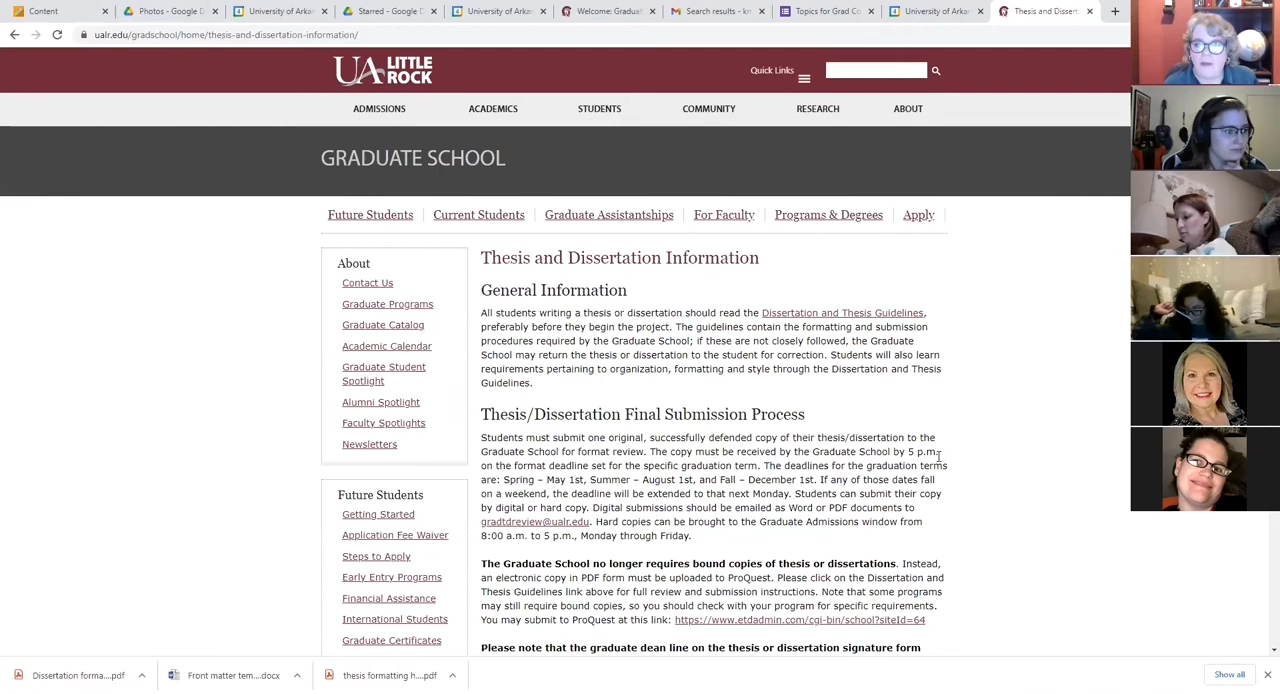 Content
Photos - Google D
University of Arkan
Starred - Google D
University of Arkan
Welcome: Graduat
Search results - km
Topics for Grad Co
University of Arkan
Thesis and Dissert
ualr.edu/gradschool/home/thesis-and-dissertation-information/
UA LITTLE ROCK
Quick Links
ADMISSIONS ACADEMICS STUDENTS COMMUNITY RESEARCH ABOUT
GRADUATE SCHOOL
Future Students Current Students Graduate Assistantships For Faculty Programs & Degrees Apply
About
Contact Us
Graduate Programs
Graduate Catalog
Academic Calendar
Graduate Student
Spotlight
Alumni Spotlight
Faculty Spotlights
Newsletters
Future Students
Getting Started
Application Fee Waiver
Steps to Apply
Early Entry Programs
Financial Assistance
International Students
Graduate Certificates
Thesis and Dissertation Information
General Information
All students writing a thesis or dissertation should read the Dissertation and Thesis Guidelines,
preferably before they begin the project. The guidelines contain the formatting and submission
procedures required by the Graduate School; if these are not closely followed, the Graduate
School may return the thesis or dissertation to the student for correction. Students will also learn
requirements pertaining to organization, formatting and style through the Dissertation and Thesis
Guidelines.
Thesis/Dissertation Final Submission Process
Students must submit one original, successfully defended copy of their thesis/dissertation to the
Graduate School for format review. The copy must be received by the Graduate School by 5 p.m.
on the format deadline set for the specific graduation term. The deadlines for the graduation terms
are: Spring – May 1st, Summer – August 1st, and Fall – December 1st. If any of those dates fall
on a weekend, the deadline will be extended to that next Monday. Students can submit their copy
by digital or hard copy. Digital submissions should be emailed as Word or PDF documents to
gradtdreview@ualr.edu. Hard copies can be brought to the Graduate Admissions window from
8:00 a.m. to 5 p.m., Monday through Friday.
The Graduate School no longer requires bound copies of thesis or dissertations. Instead,
an electronic copy in PDF form must be uploaded to ProQuest. Please click on the Dissertation and
Thesis Guidelines link above for full review and submission instructions. Note that some programs
may still require bound copies, so you should check with your program for specific requirements.
You may submit to ProQuest at this link: https://www.etdadmin.com/cgi-bin/school?siteId=64
Please note that the graduate dean line on the thesis or dissertation signature form
Dissertation forma....pdf
Front matter tem....docx
thesis formatting h....pdf
Show all